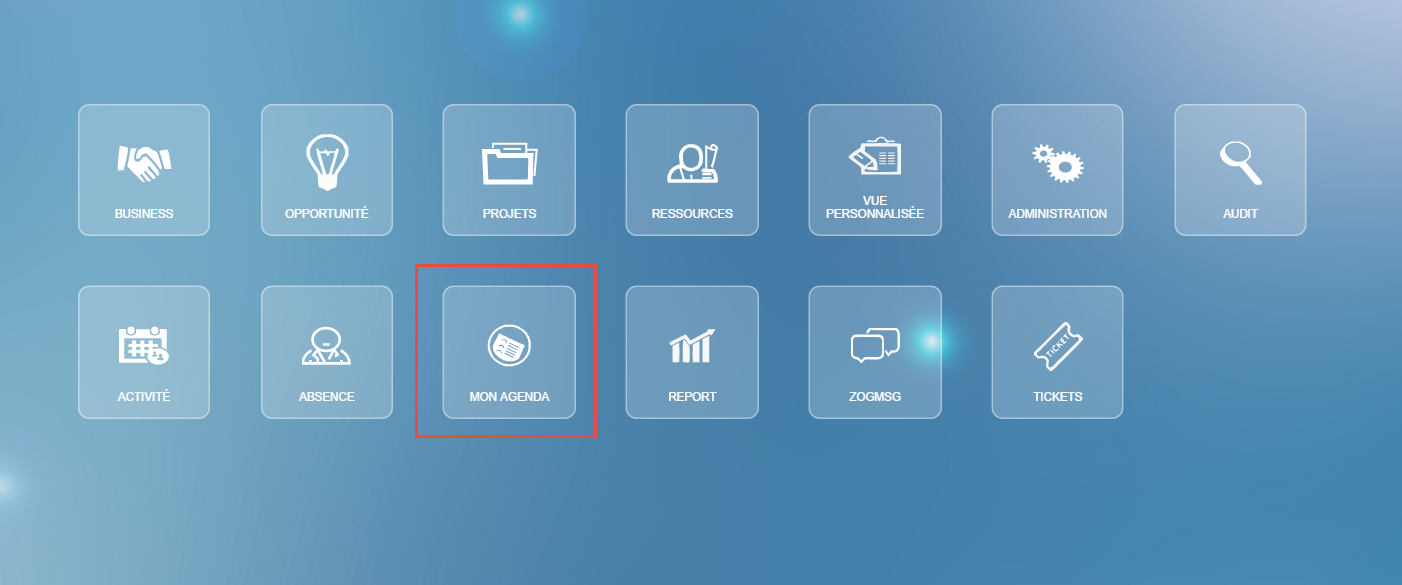 BUSINESS
OPPORTUNITÉ
PROJETS
RESSOURCES
VUE
PERSONNALISÉE
ADMINISTRATION
AUDIT
ACTIVITÉ
ABSENCE
MON AGENDA
REPORT
ZOGMSG
TICKET
TICKETS